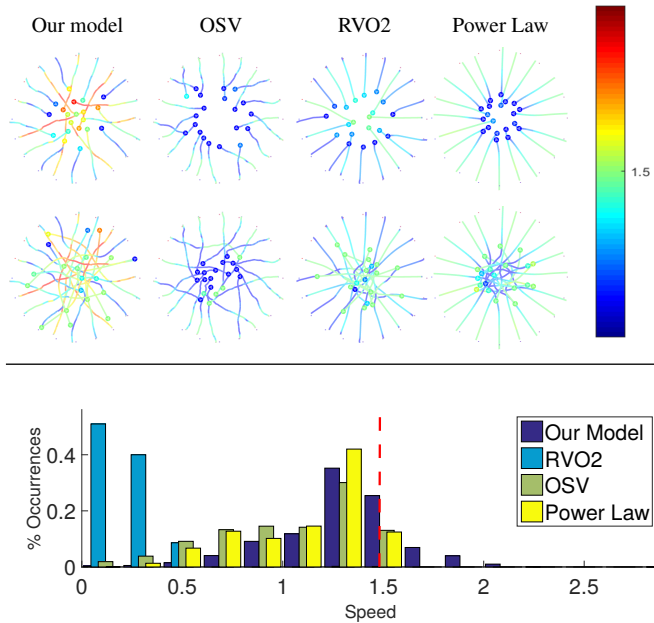 Our model OSV RVO2 Power Law
1.5
% Occurrences
0.4
0.2
0
Our Model
RVO2
OSV
Power Law
0 0.5 1 1.5 2 2.5
Speed